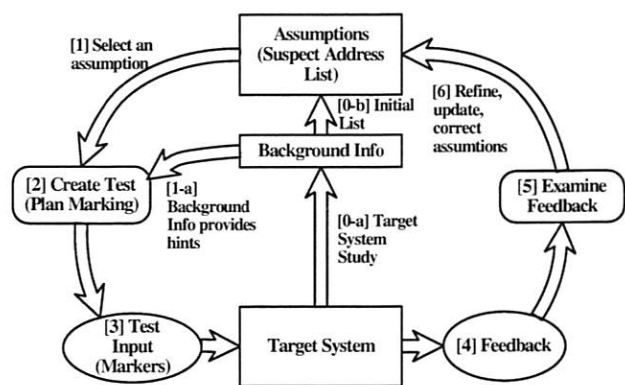 Assumptions
(Suspect Address
List)
[1] Select an
assumption
[0-b] Initial
List
[6] Refine,
update,
correct
assumtions
Background Info
[2] Create Test
(Plan Marking)
[1-a]
Background
Info provides
hints
[5] Examine
Feedback
[0-a] Target
System
Study
[3] Test
Input
(Markers)
Target System
[4] Feedback